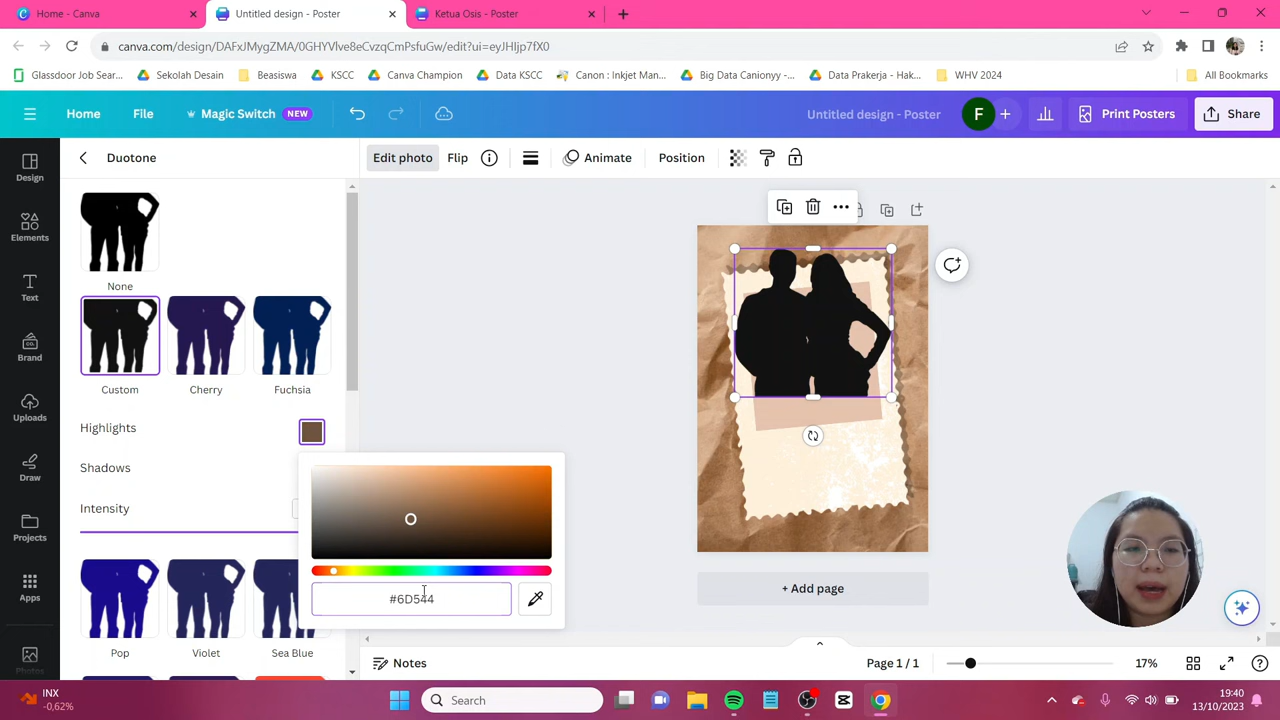 Home - Canva
Untitled design - Poster
Ketua Osis - Poster
canva.com/design/DAFxJMygZMA/0GHYVlve8eCvzqCmPsfuGw/edit?ui=eyJHIjp7fX0
Glassdoor Job Sear...
Sekolah Desain
Beasiswa
KSCC
Canva Champion
Data KSCC
Canon : Inkjet Man...
Big Data Canionyy -...
Data Prakerja - Hak...
WHV 2024
All Bookmarks
Home
File
Magic Switch
NEW
Untitled design - Poster
F
Print Posters
Share
Design
Elements
Text
Brand
Uploads
Draw
Projects
Apps
Photos
Duotone
Edit photo
Flip
Animate
Position
None
Custom
Cherry
Fuchsia
Highlights
Shadows
Intensity
#6D544
Pop
Violet
Sea Blue
+ Add page
Notes
Page 1 / 1
17%
INX
-0,62%
Search
19:40
13/10/2023